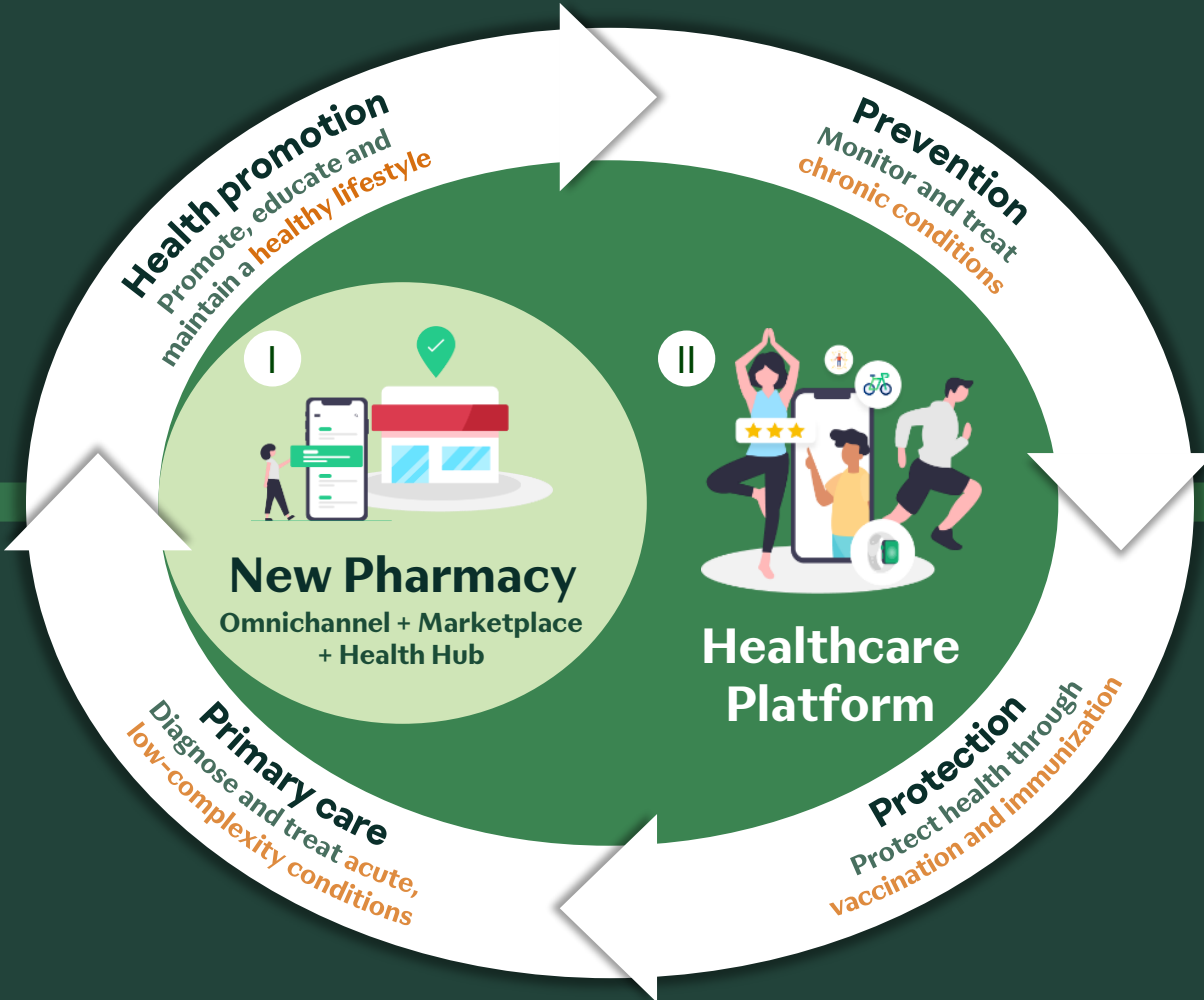 Health promotion
Promote, educate and
maintain a healthy lifestyle
Prevention
Monitor and treat
chronic conditions
I
New Pharmacy
Omnichannel + Marketplace
+ Health Hub
II
Healthcare
Platform
Protection
Protect health through
vaccination and immunization
Primary care
Diagnose and treat acute,
low-complexity conditions